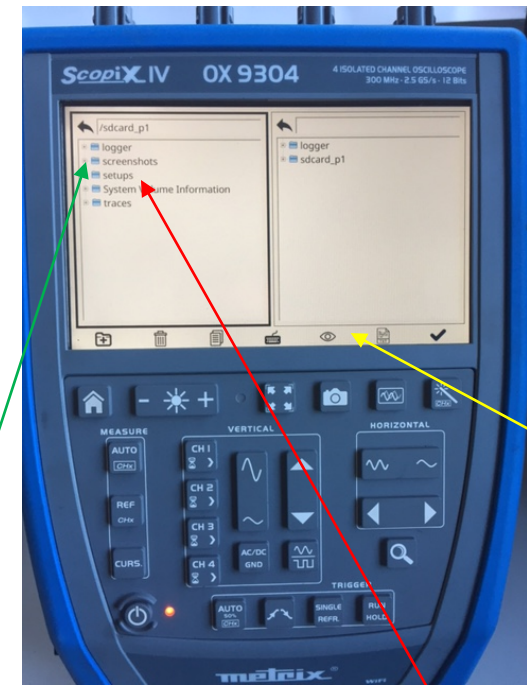 ScopiX IV OX 9304 4 ISOLATED CHANNEL OSCILLOSCOPE
300 MHz - 2.5 GS/s - 12 Bits
/sdcard_p1
logger
screenshots
setups
System Volume Information
traces
logger
sdcard_p1
- +
CHx
MEASURE
VERTICAL
HORIZONTAL
AUTO
CHx
REF
CHx
CURS.
CH 1
CH 2
CH 3
CH 4
AC/DC
GND
TRIGGER
AUTO
50%
CHx
SINGLE
REFR.
RUN
HOLD
metrix
WIFI